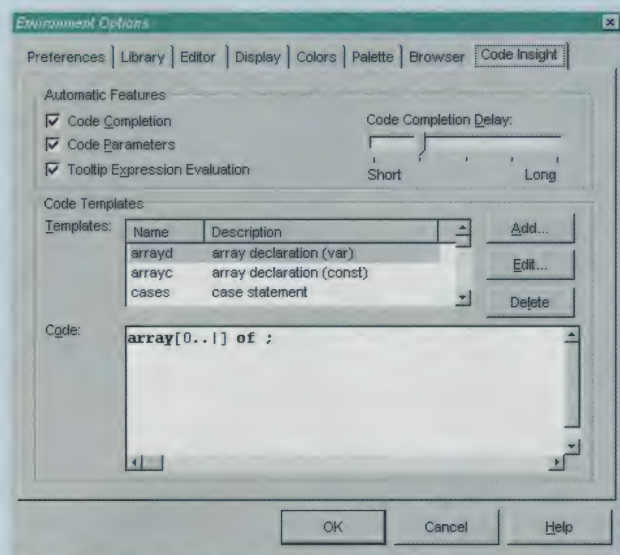 Environment Options
Preferences Library Editor Display Colors Palette Browser Code Insight
Automatic Features
Code Completion
Code Parameters
Tooltip Expression Evaluation
Code Completion Delay:
Short Long
Code Templates
Templates:
Name Description
arrayd array declaration (var)
arrayc array declaration (const)
cases case statement
Add...
Edit...
Delete
Code:
array[0..|] of ;
OK Cancel Help